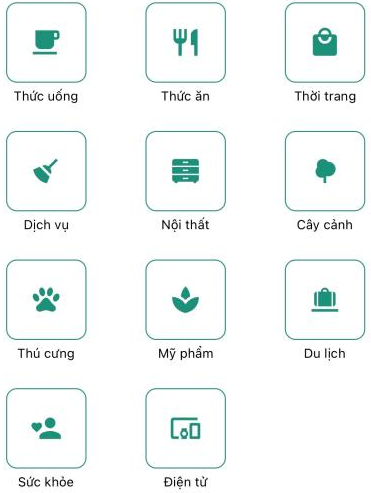 Thức uống
Thức ăn
Thời trang
Dịch vụ
Nội thất
Cây cảnh
Thú cưng
Mỹ phẩm
Du lịch
Sức khỏe
Điện tử